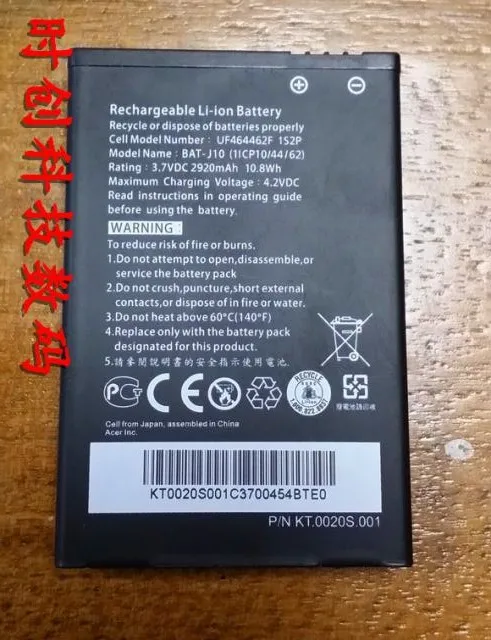 时创科技数码
Rechargeable Li-ion Battery
Recycle or dispose of batteries properly
Cell Model Number: UF464462F 1S2P
Model Name: BAT-J10 (1ICP10/44/62)
Rating : 3.7VDC 2920mAh 10.8Wh
Maximum Charging Voltage : 4.2VDC
Read instructions in operating guide
before using the battery.
WARNING :
To reduce risk of fire or burns.
1.Do not attempt to open,disassemble,or
service the battery pack
2.Do not crush,puncture,short external
contacts,or dispose of in fire or water.
3.Do not heat above 60°C(140°F)
4.Replace only with the battery pack
designated for this product.
5.請參閱說明書的安全指示使用電池.
RECYCLE
1.800.822.8837
廢電池請回收
Cell from Japan, assembled in China
Acer Inc.
KT0020S001C3700454BTE0
P/N KT.0020S.001